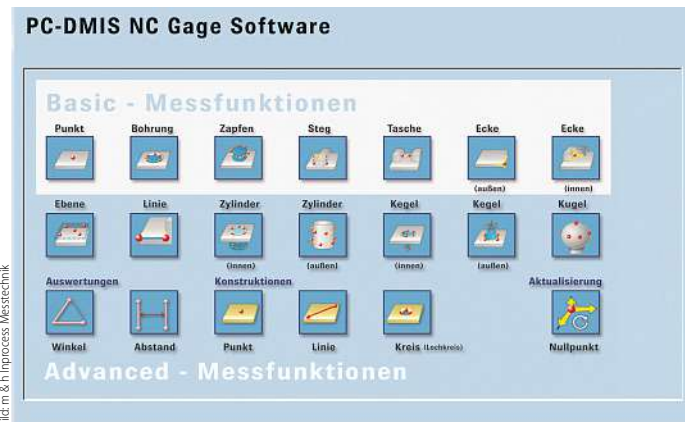 PC-DMIS NC Gage Software
Basic - Messfunktionen
Punkt Bohrung Zapfen Steg Tasche Ecke Ecke
(außen) (innen)
Ebene Linie Zylinder Zylinder Kegel Kegel Kugel
(innen) (außen) (innen) (außen)
Auswertungen Konstruktionen Aktualisierung
Winkel Abstand Punkt Linie Kreis (Lochkreis) Nullpunkt
Advanced - Messfunktionen
ild: m & h Inprocess Messtechnik